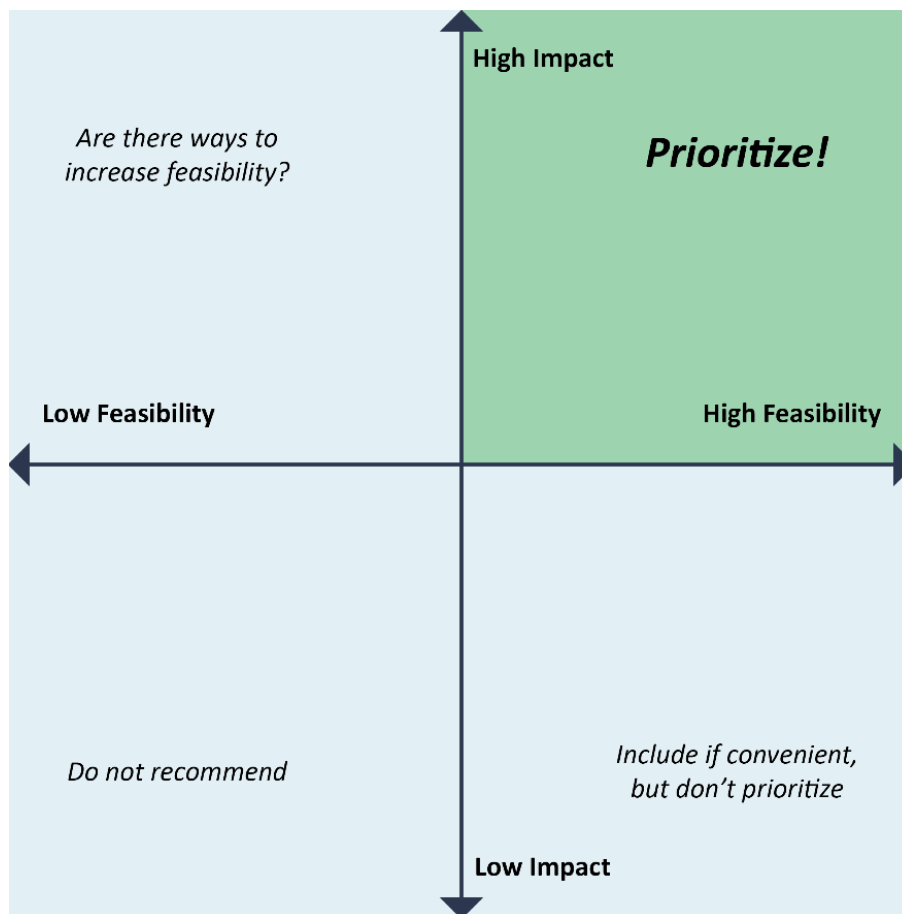 High Impact
Are there ways to
increase feasibility?
Prioritize!
Low Feasibility
High Feasibility
Do not recommend
Include if convenient,
but don’t prioritize
Low Impact